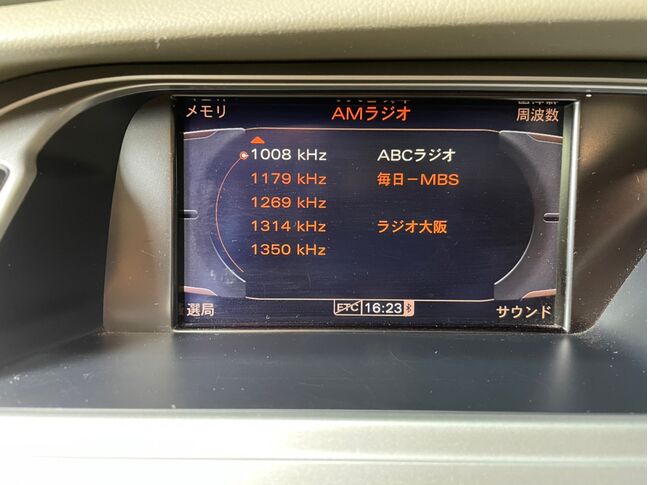 メモリ
AMラジオ
周波数
1008 kHz ABCラジオ
1179 kHz 毎日-MBS
1269 kHz
1314 kHz ラジオ大阪
1350 kHz
選局
ETC 16:23
サウンド